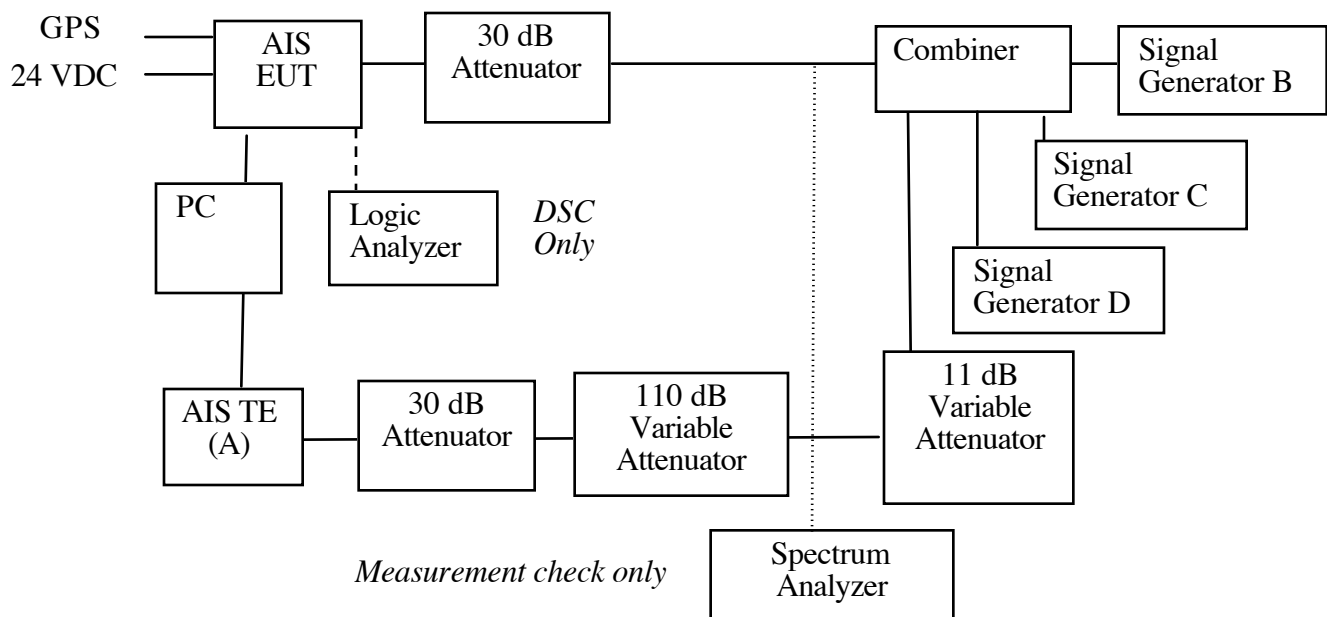 GPS
24 VDC
AIS
EUT
30 dB
Attenuator
Combiner
Signal
Generator B
Signal
Generator C
Signal
Generator D
PC
Logic
Analyzer
DSC
Only
AIS TE
(A)
30 dB
Attenuator
110 dB
Variable
Attenuator
11 dB
Variable
Attenuator
Measurement check only
Spectrum
Analyzer